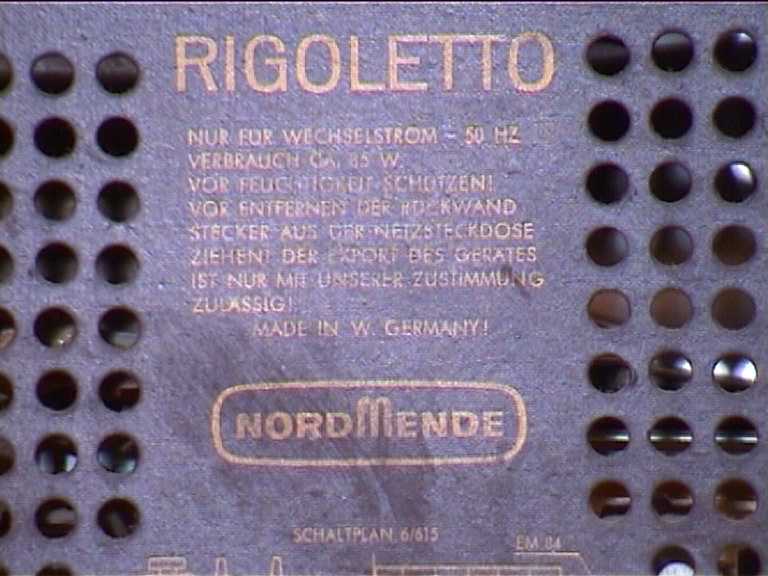 RIGOLETTO
NUR FÜR WECHSELSTROM ~ 50 HZ
VERBRAUCH CA. 85 W.
VOR FEUCHTIGKEIT SCHÜTZEN!
VOR ENTFERNEN DER RÜCKWAND
STECKER AUS DER NETZSTECKDOSE
ZIEHEN! DER EXPORT DES GERÄTES
IST NUR MIT UNSERER ZUSTIMMUNG
ZULÄSSIG!
MADE IN W. GERMANY!
NORDMENDE
SCHALTPLAN 6/615
EM 84